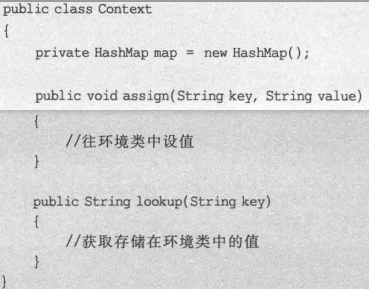 public class Context
{
private HashMap map = new HashMap();
public void assign(String key, String value)
{
//往环境类中设值
}
public String lookup(String key)
{
//获取存储在环境类中的值
}
}